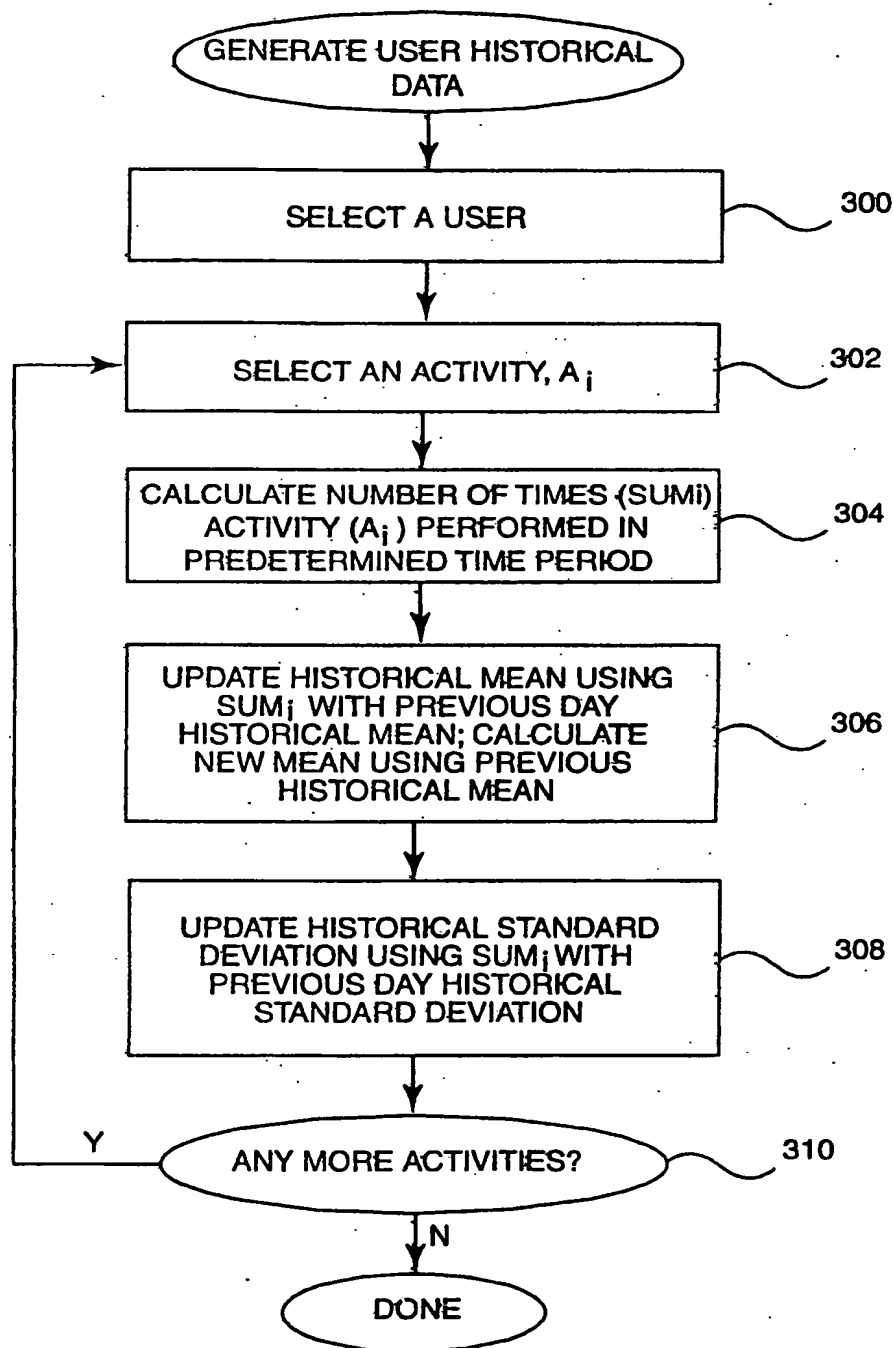 GENERATE USER HISTORICAL
DATA
SELECT A USER
300
SELECT AN ACTIVITY, Ai
302
CALCULATE NUMBER OF TIMES (SUMi)
ACTIVITY (Ai) PERFORMED IN
PREDETERMINED TIME PERIOD
304
UPDATE HISTORICAL MEAN USING
SUMi WITH PREVIOUS DAY
HISTORICAL MEAN; CALCULATE
NEW MEAN USING PREVIOUS
HISTORICAL MEAN
306
UPDATE HISTORICAL STANDARD
DEVIATION USING SUMi WITH
PREVIOUS DAY HISTORICAL
STANDARD DEVIATION
308
Y
ANY MORE ACTIVITIES?
310
N
DONE